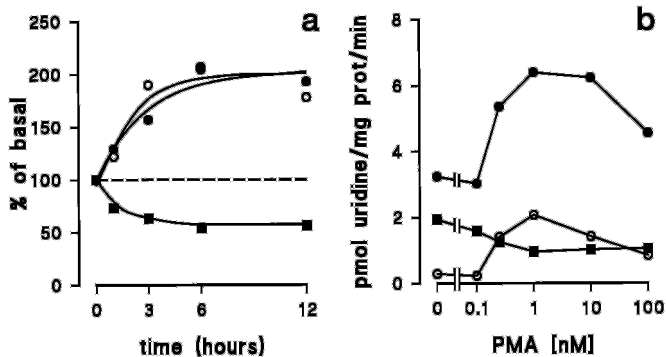 a
% of basal
250
200
150
100
50
0
0 1 3 6 12
time (hours)
b
pmol uridine/mg prot/min
8
6
4
2
0
0 0.1 1 10 100
PMA [nM]